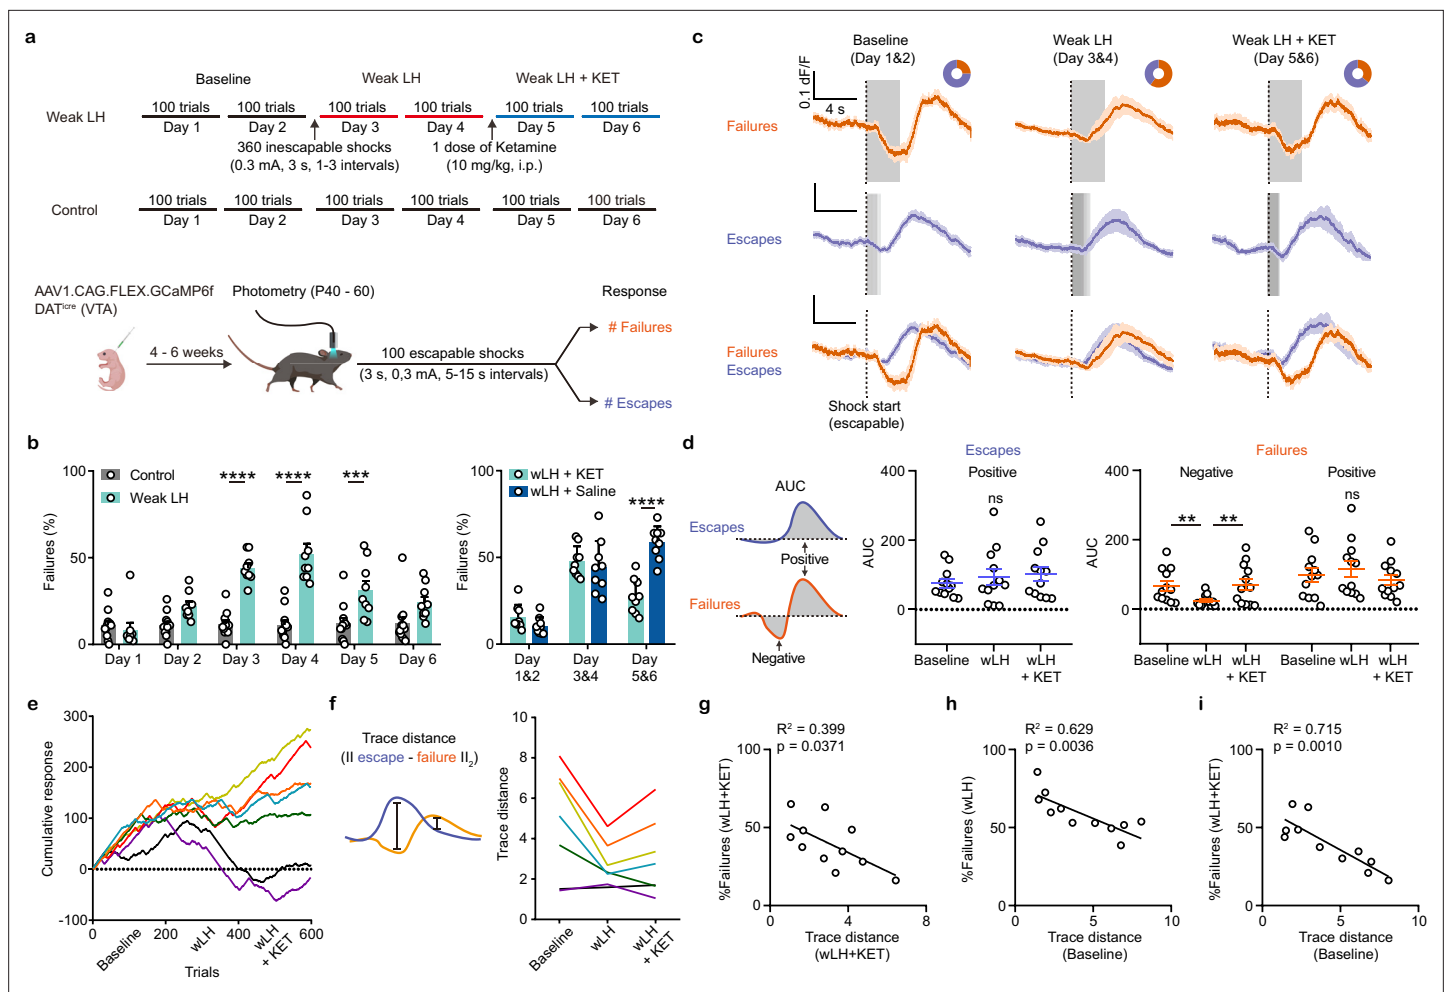 a
Baseline
Weak LH
Weak LH + KET
Weak LH
100 trials
100 trials
100 trials
100 trials
100 trials
100 trials
Day 1
Day 2
Day 3
Day 4
Day 5
Day 6
360 inescapable shocks
(0.3 mA, 3 s, 1-3 intervals)
1 dose of Ketamine
(10 mg/kg, i.p.)
Control
100 trials
100 trials
100 trials
100 trials
100 trials
100 trials
Day 1
Day 2
Day 3
Day 4
Day 5
Day 6
AAV1.CAG.FLEX.GCaMP6f
DATicre (VTA)
Photometry (P40 - 60)
Response
4 - 6 weeks
100 escapable shocks
(3 s, 0,3 mA, 5-15 s intervals)
# Failures
# Escapes
b
Failures (%)
100
50
0
Control
Weak LH
****
****
***
Day 1
Day 2
Day 3
Day 4
Day 5
Day 6
Failures (%)
100
50
0
wLH + KET
wLH + Saline
****
Day
1&2
Day
3&4
Day
5&6
c
Baseline
(Day 1&2)
Weak LH
(Day 3&4)
Weak LH + KET
(Day 5&6)
0.1 dF/F
4 s
Failures
Escapes
Failures
Escapes
Shock start
(escapable)
d
AUC
Escapes
Positive
Failures
Negative
Escapes
Positive
AUC
400
200
0
ns
Baseline
wLH
wLH
+ KET
Failures
Negative
Positive
AUC
400
200
0
**
**
ns
Baseline
wLH
wLH
+ KET
Baseline
wLH
wLH
+ KET
e
Cumulative response
300
200
100
0
-100
0
200
400
600
Baseline
wLH
wLH
+ KET
Trials
f
Trace distance
(II escape - failure II2)
Trace distance
10
8
6
4
2
0
Baseline
wLH
wLH
+ KET
g
R2 = 0.399
p = 0.0371
%Failures (wLH+KET)
100
50
0
0
4
8
Trace distance
(wLH+KET)
h
R2 = 0.629
p = 0.0036
%Failures (wLH)
100
50
0
0
5
10
Trace distance
(Baseline)
i
R2 = 0.715
p = 0.0010
%Failures (wLH+KET)
100
50
0
0
5
10
Trace distance
(Baseline)